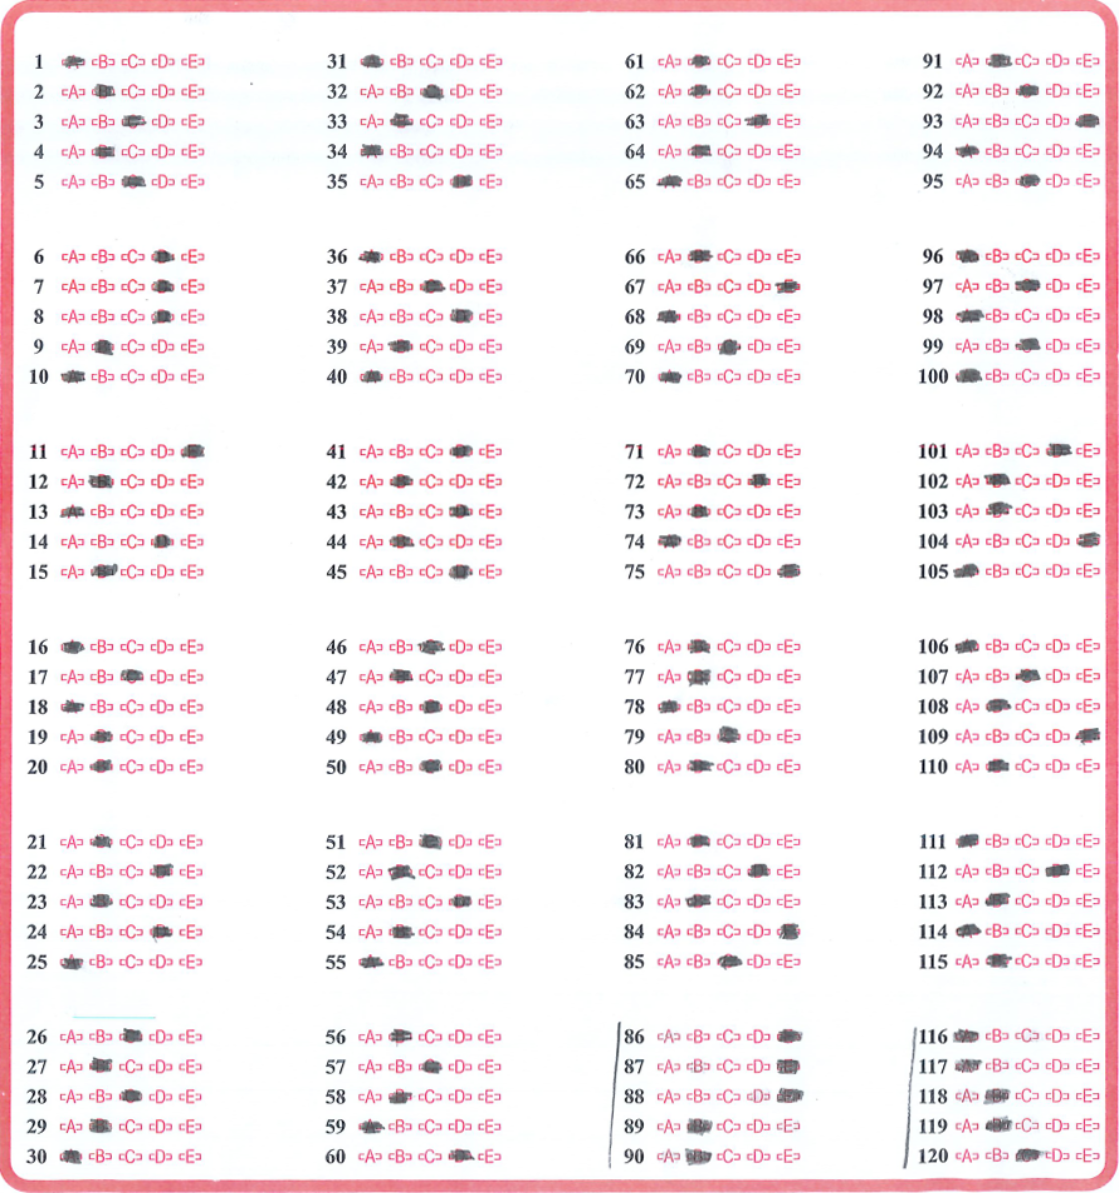 1 [B] [C] [D] [E]
2 [A] [C] [D] [E]
3 [A] [B] [D] [E]
4 [A] [C] [D] [E]
5 [A] [B] [D] [E]
6 [A] [B] [C] [E]
7 [A] [B] [C] [E]
8 [A] [B] [C] [E]
9 [A] [C] [D] [E]
10 [B] [C] [D] [E]
11 [A] [B] [C] [D]
12 [A] [C] [D] [E]
13 [B] [C] [D] [E]
14 [A] [B] [C] [E]
15 [A] [C] [D] [E]
16 [B] [C] [D] [E]
17 [A] [B] [D] [E]
18 [B] [C] [D] [E]
19 [A] [C] [D] [E]
20 [A] [C] [D] [E]
21 [A] [C] [D] [E]
22 [A] [B] [C] [E]
23 [A] [C] [D] [E]
24 [A] [B] [C] [E]
25 [B] [C] [D] [E]
26 [A] [B] [D] [E]
27 [A] [C] [D] [E]
28 [A] [B] [D] [E]
29 [A] [C] [D] [E]
30 [B] [C] [D] [E]
31 [B] [C] [D] [E]
32 [A] [B] [D] [E]
33 [A] [C] [D] [E]
34 [B] [C] [D] [E]
35 [A] [B] [C] [E]
36 [B] [C] [D] [E]
37 [A] [B] [D] [E]
38 [A] [B] [C] [E]
39 [A] [C] [D] [E]
40 [B] [C] [D] [E]
41 [A] [B] [C] [E]
42 [A] [C] [D] [E]
43 [A] [B] [C] [E]
44 [A] [C] [D] [E]
45 [A] [B] [C] [E]
46 [A] [B] [D] [E]
47 [A] [C] [D] [E]
48 [A] [B] [D] [E]
49 [B] [C] [D] [E]
50 [A] [B] [D] [E]
51 [A] [B] [D] [E]
52 [A] [C] [D] [E]
53 [A] [B] [C] [E]
54 [A] [C] [D] [E]
55 [B] [C] [D] [E]
56 [A] [C] [D] [E]
57 [A] [B] [D] [E]
58 [A] [C] [D] [E]
59 [B] [C] [D] [E]
60 [A] [B] [C] [E]
61 [A] [C] [D] [E]
62 [A] [C] [D] [E]
63 [A] [B] [C] [E]
64 [A] [C] [D] [E]
65 [B] [C] [D] [E]
66 [A] [C] [D] [E]
67 [A] [B] [C] [D]
68 [B] [C] [D] [E]
69 [A] [B] [D] [E]
70 [B] [C] [D] [E]
71 [A] [C] [D] [E]
72 [A] [B] [C] [E]
73 [A] [C] [D] [E]
74 [B] [C] [D] [E]
75 [A] [B] [C] [D]
76 [A] [C] [D] [E]
77 [A] [C] [D] [E]
78 [B] [C] [D] [E]
79 [A] [B] [D] [E]
80 [A] [C] [D] [E]
81 [A] [C] [D] [E]
82 [A] [B] [C] [E]
83 [A] [C] [D] [E]
84 [A] [B] [C] [D]
85 [A] [B] [D] [E]
86 [A] [B] [C] [D]
87 [A] [B] [C] [D]
88 [A] [B] [C] [D]
89 [A] [C] [D] [E]
90 [A] [C] [D] [E]
91 [A] [C] [D] [E]
92 [A] [B] [D] [E]
93 [A] [B] [C] [D]
94 [B] [C] [D] [E]
95 [A] [B] [D] [E]
96 [B] [C] [D] [E]
97 [A] [B] [D] [E]
98 [B] [C] [D] [E]
99 [A] [B] [D] [E]
100 [B] [C] [D] [E]
101 [A] [B] [C] [E]
102 [A] [C] [D] [E]
103 [A] [C] [D] [E]
104 [A] [B] [C] [D]
105 [B] [C] [D] [E]
106 [B] [C] [D] [E]
107 [A] [B] [D] [E]
108 [A] [C] [D] [E]
109 [A] [B] [C] [D]
110 [A] [C] [D] [E]
111 [B] [C] [D] [E]
112 [A] [B] [C] [E]
113 [A] [C] [D] [E]
114 [B] [C] [D] [E]
115 [A] [C] [D] [E]
116 [B] [C] [D] [E]
117 [B] [C] [D] [E]
118 [A] [C] [D] [E]
119 [A] [C] [D] [E]
120 [A] [B] [D] [E]